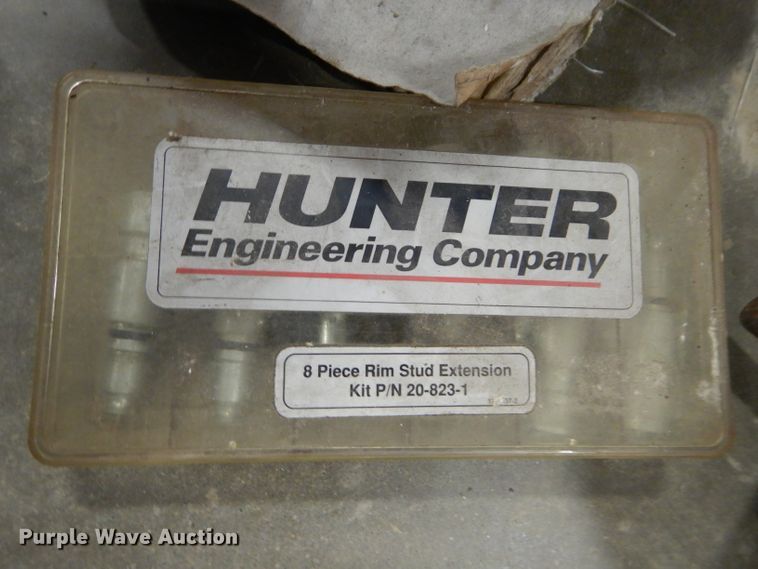 HUNTER
Engineering Company
8 Piece Rim Stud Extension
Kit P/N 20-823-1
Purple Wave Auction